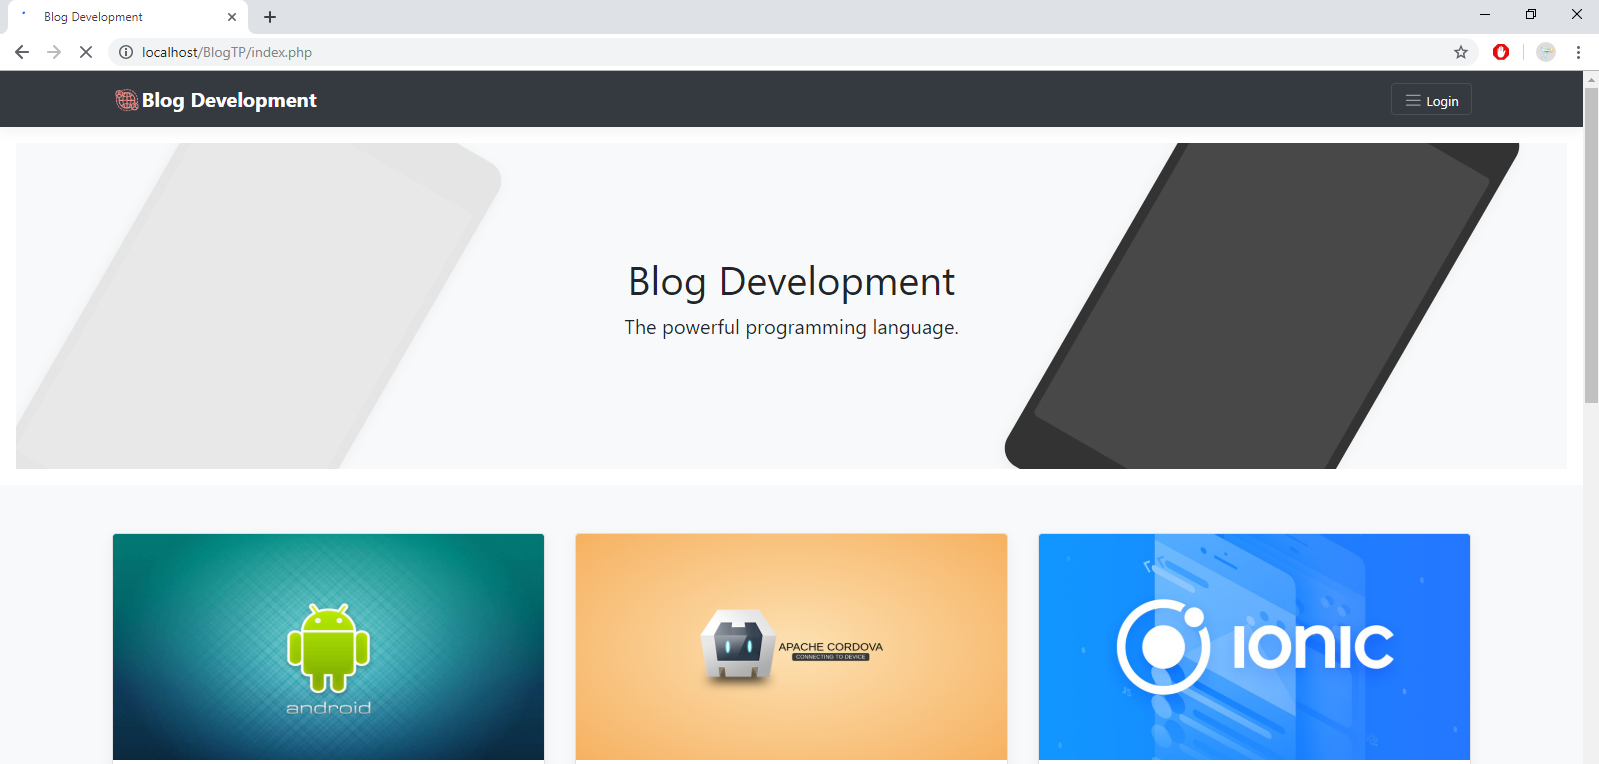 Blog Development
localhost/BlogTP/index.php
Blog Development
Login
Blog Development
The powerful programming language.
android
APACHE CORDOVA
CONNECTING TO DEVICE
ionic